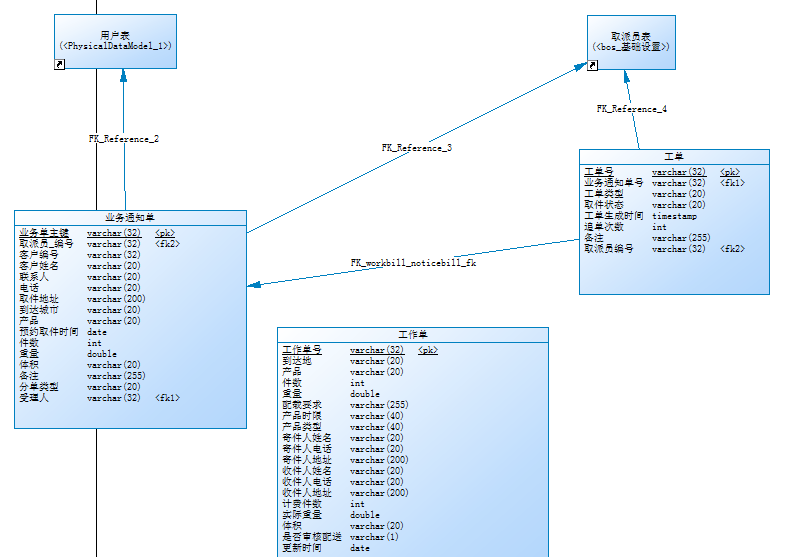 用户表
(<PhysicalDataModel_1>)
取派员表
(<bos_基础设置>)
FK_Reference_2
FK_Reference_3
FK_Reference_4
工单
工单号 varchar(32) <pk>
业务通知单号 varchar(32) <fk1>
工单类型 varchar(20)
取件状态 varchar(20)
工单生成时间 timestamp
追单次数 int
备注 varchar(255)
取派员编号 varchar(32) <fk2>
业务通知单
业务单主键 varchar(32) <pk>
取派员_编号 varchar(32) <fk2>
客户编号 varchar(32)
客户姓名 varchar(20)
联系人 varchar(20)
电话 varchar(20)
取件地址 varchar(200)
到达城市 varchar(20)
产品 varchar(20)
预约取件时间 date
件数 int
重量 double
体积 varchar(20)
备注 varchar(255)
分单类型 varchar(20)
受理人 varchar(32) <fk1>
FK_workbill_noticebill_fk
工作单
工作单号 varchar(32) <pk>
到达地 varchar(20)
产品 varchar(20)
件数 int
重量 double
配载要求 varchar(255)
产品时限 varchar(40)
产品类型 varchar(40)
寄件人姓名 varchar(20)
寄件人电话 varchar(20)
寄件人地址 varchar(200)
收件人姓名 varchar(20)
收件人电话 varchar(20)
收件人地址 varchar(200)
计费件数 int
实际重量 double
体积 varchar(20)
是否审核配送 varchar(1)
更新时间 date